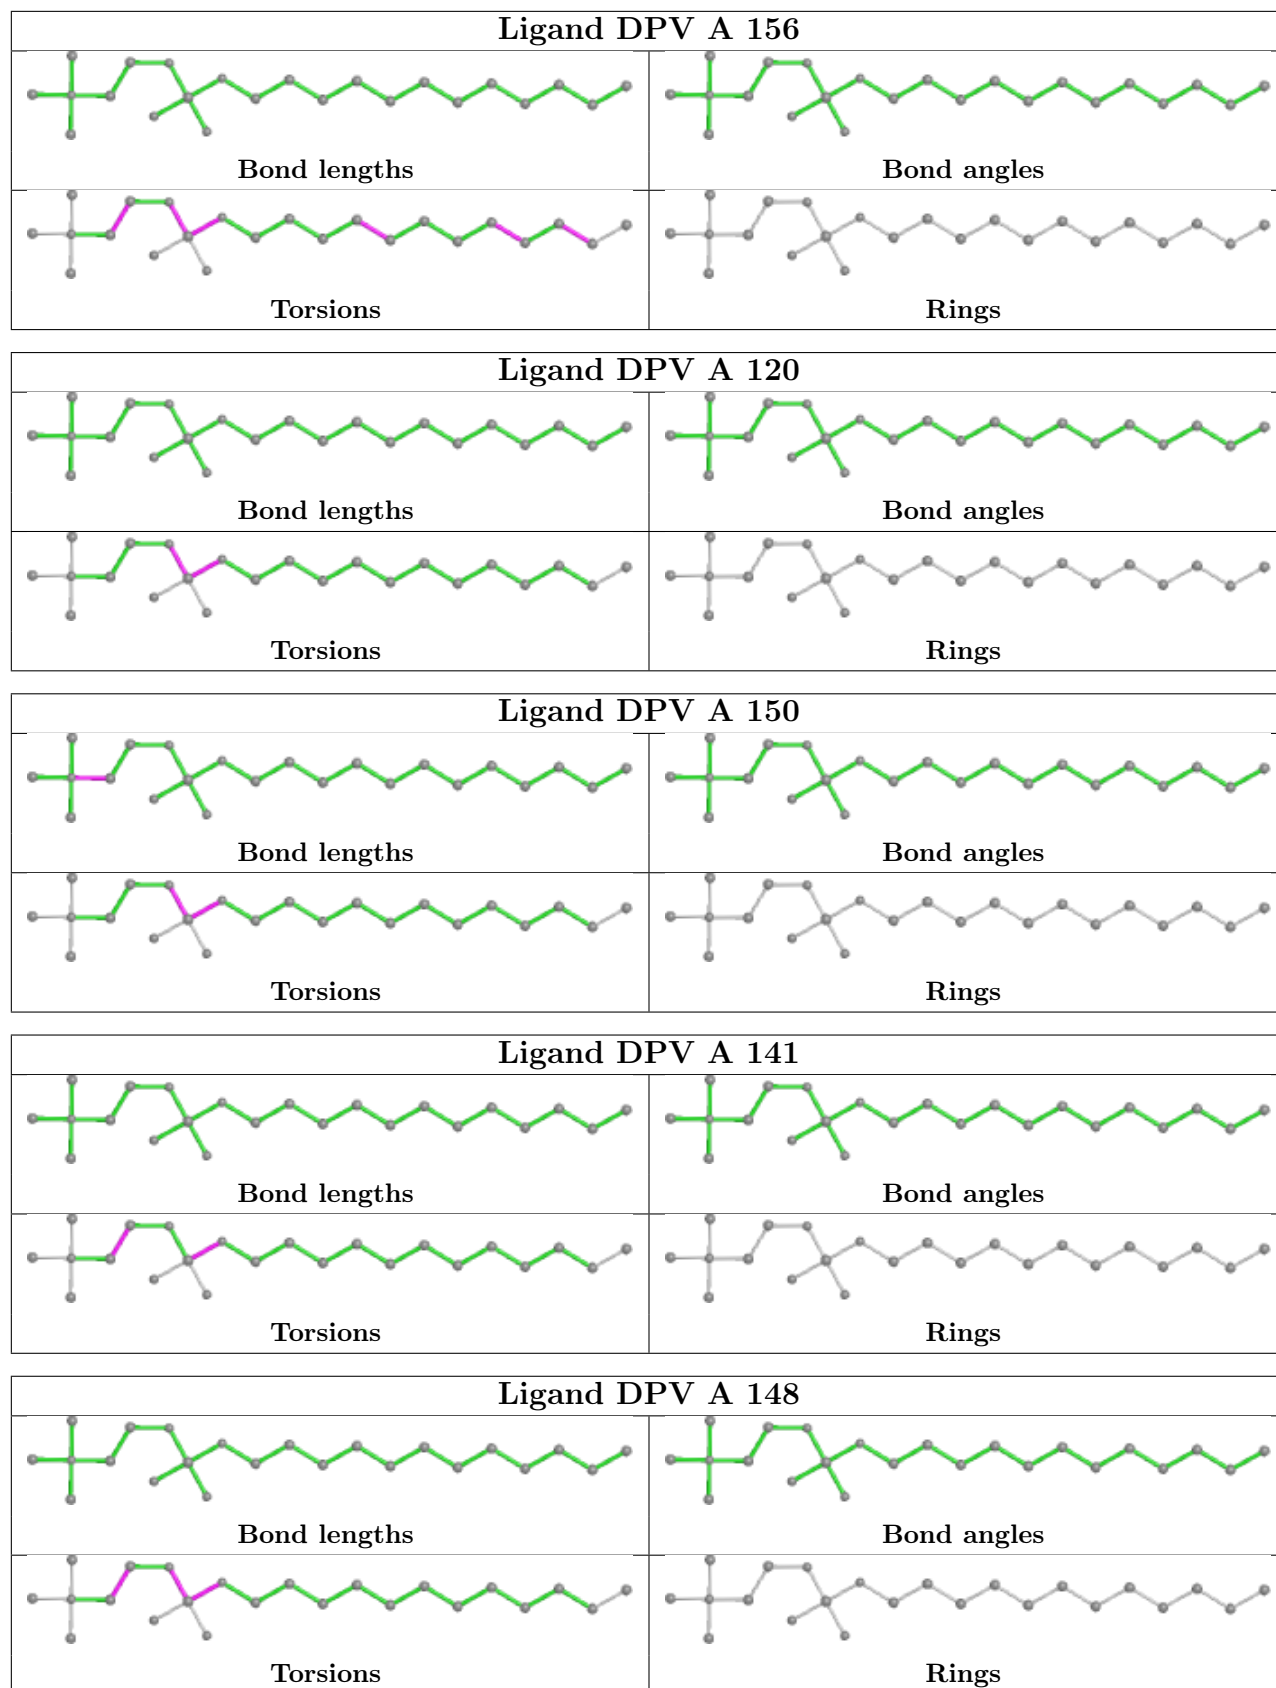 Ligand DPV A 156
Bond lengths
Bond angles
Torsions
Rings
Ligand DPV A 120
Bond lengths
Bond angles
Torsions
Rings
Ligand DPV A 150
Bond lengths
Bond angles
Torsions
Rings
Ligand DPV A 141
Bond lengths
Bond angles
Torsions
Rings
Ligand DPV A 148
Bond lengths
Bond angles
Torsions
Rings